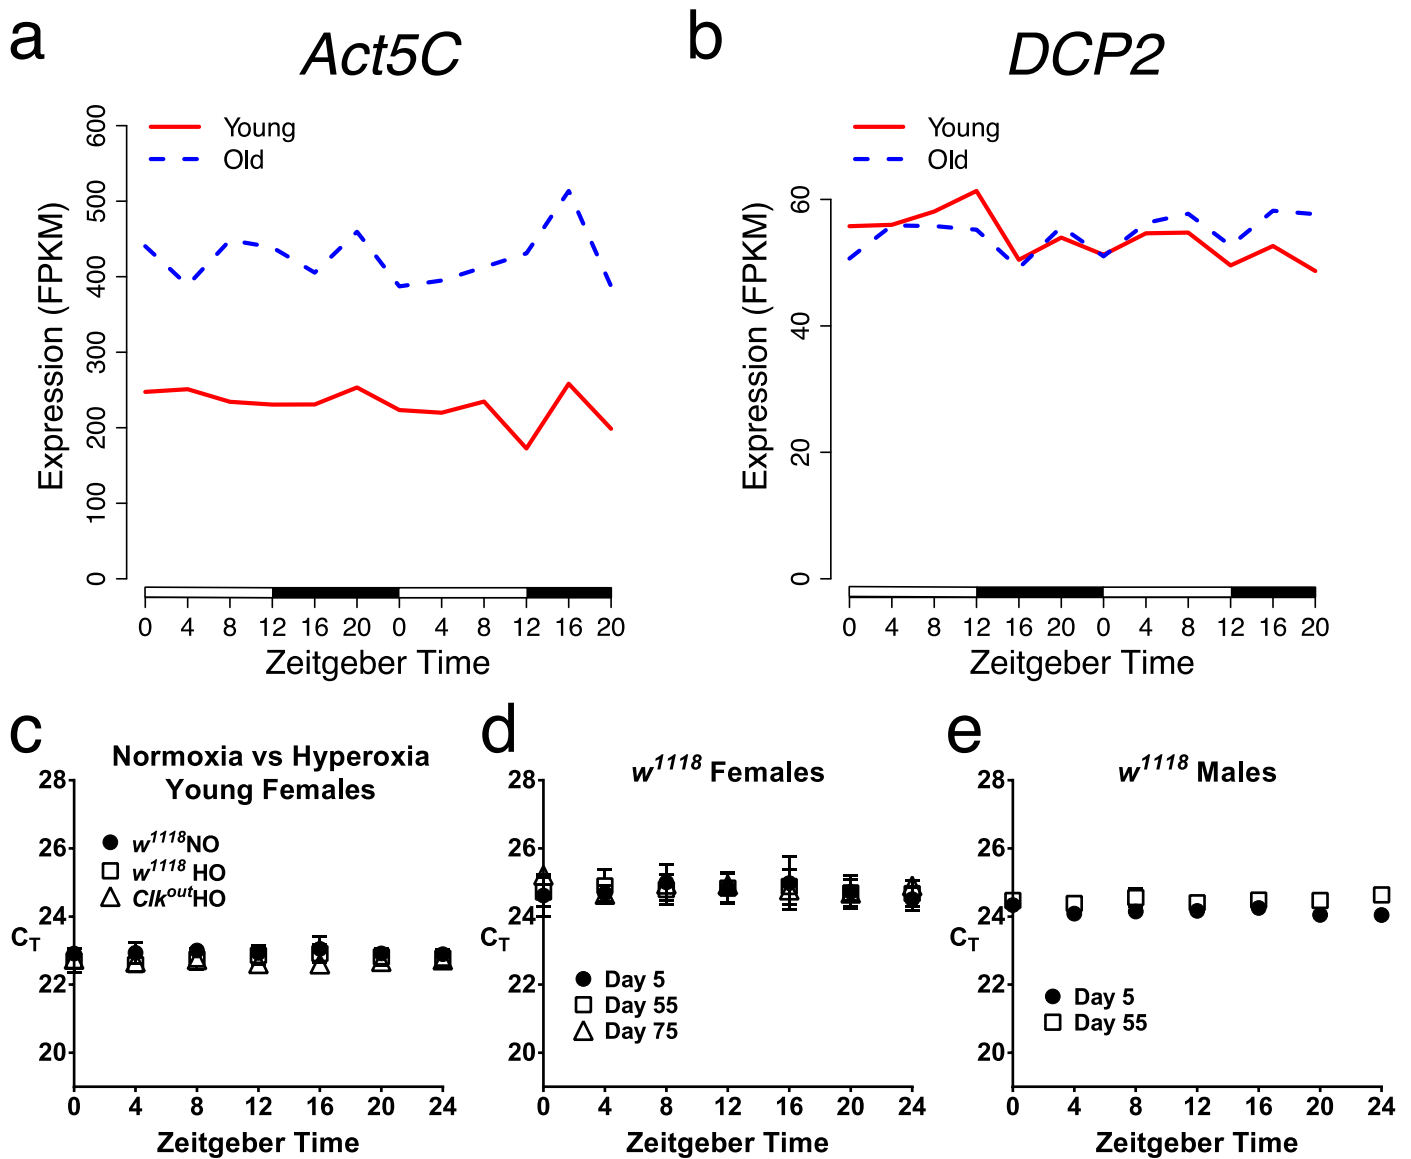 a
Act5C
Young
Old
600
500
400
300
200
100
0
Expression (FPKM)
0 4 8 12 16 20 0 4 8 12 16 20
Zeitgeber Time
b
DCP2
Young
Old
60
40
20
0
Expression (FPKM)
0 4 8 12 16 20 0 4 8 12 16 20
Zeitgeber Time
c
Normoxia vs Hyperoxia
Young Females
w1118NO
w1118 HO
ClkoutHO
28
26
24
22
20
CT
0 4 8 12 16 20 24
Zeitgeber Time
d
w1118 Females
28
26
24
22
20
CT
Day 5
Day 55
Day 75
0 4 8 12 16 20 24
Zeitgeber Time
e
w1118 Males
28
26
24
22
20
CT
Day 5
Day 55
0 4 8 12 16 20 24
Zeitgeber Time